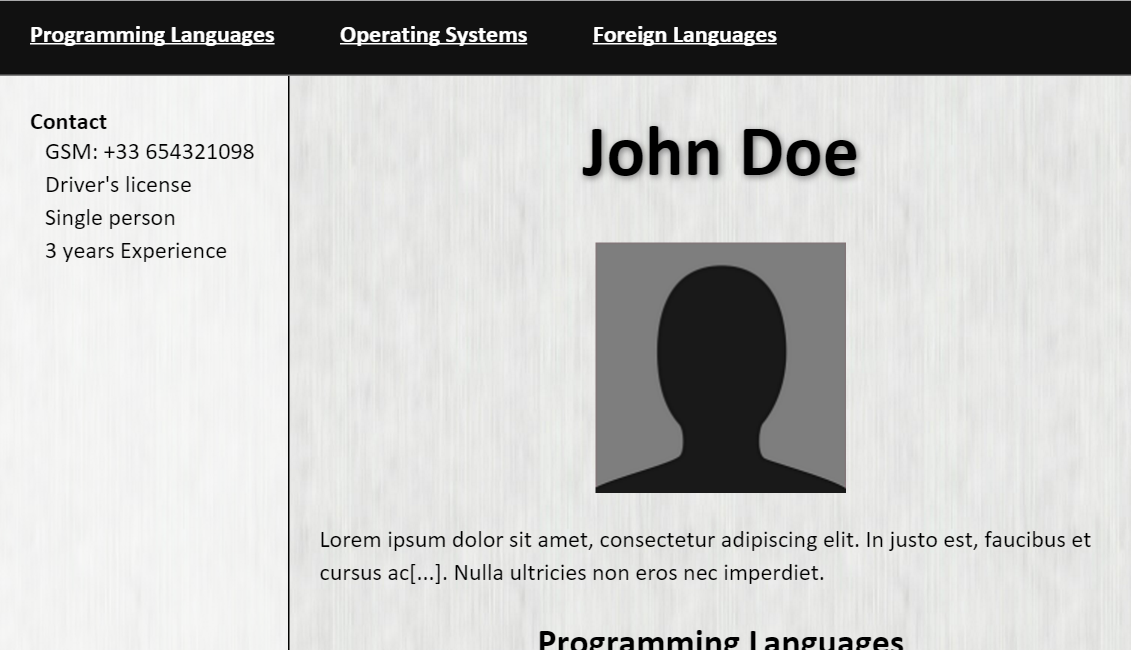 Programming Languages Operating Systems Foreign Languages
Contact
GSM: +33 654321098
Driver's license
Single person
3 years Experience
John Doe
Lorem ipsum dolor sit amet, consectetur adipiscing elit. In justo est, faucibus et
cursus ac[...]. Nulla ultricies non eros nec imperdiet.
Programming Languages